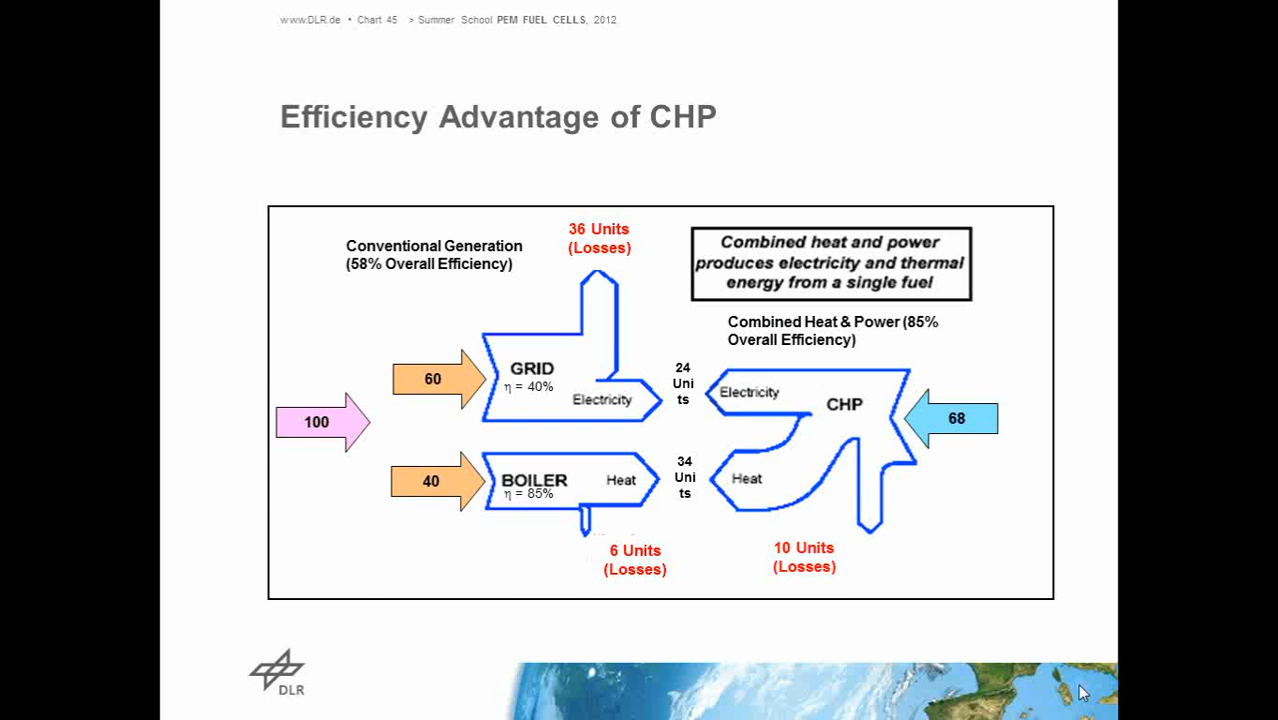 www.DLR.de • Chart 45 > Summer School PEM FUEL CELLS, 2012
Efficiency Advantage of CHP
Conventional Generation
(58% Overall Efficiency)
36 Units
(Losses)
Combined heat and power
produces electricity and thermal
energy from a single fuel
Combined Heat & Power (85%
Overall Efficiency)
100
60
GRID
η = 40%
Electricity
24
Uni
ts
Electricity
CHP
68
40
BOILER
η = 85%
Heat
34
Uni
ts
Heat
6 Units
(Losses)
10 Units
(Losses)
DLR